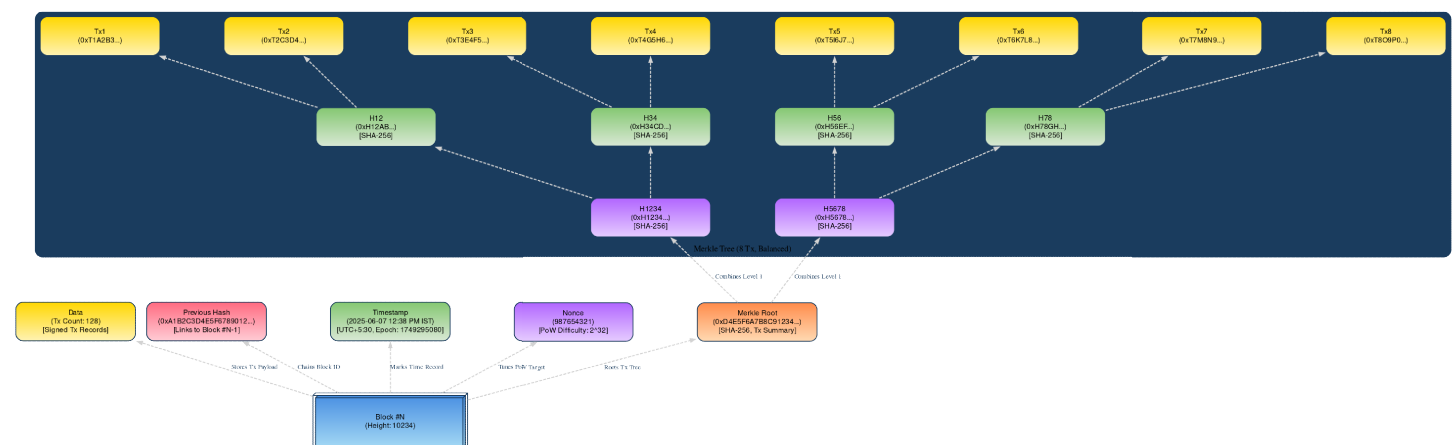 Tx1
(0xT1A2B3...)
Tx2
(0xT2C3D4...)
Tx3
(0xT3E4F5...)
Tx4
(0xT4G5H6...)
Tx5
(0xT5I6J7...)
Tx6
(0xT6K7L8...)
Tx7
(0xT7M8N9...)
Tx8
(0xT8O9P0...)
H12
(0xH12AB...)
[SHA-256]
H34
(0xH34CD...)
[SHA-256]
H56
(0xH56EF...)
[SHA-256]
H78
(0xH78GH...)
[SHA-256]
H1234
(0xH1234...)
[SHA-256]
H5678
(0xH5678...)
[SHA-256]
Merkle Tree (8 Tx, Balanced)
Combines Level 1
Combines Level 1
Data
(Tx Count: 128)
[Signed Tx Records]
Previous Hash
(0xA1B2C3D4E5F6789012...)
[Links to Block #N-1]
Timestamp
(2025-06-07 12:38 PM IST)
[UTC+5:30, Epoch: 1749295080]
Nonce
(987654321)
[PoW Difficulty: 2^32]
Merkle Root
(0xD4E5F6A7B8C91234...)
[SHA-256, Tx Summary]
Stores Tx Payload
Chains Block ID
Marks Time Record
Tunes PoW Target
Roots Tx Tree
Block #N
(Height: 10234)